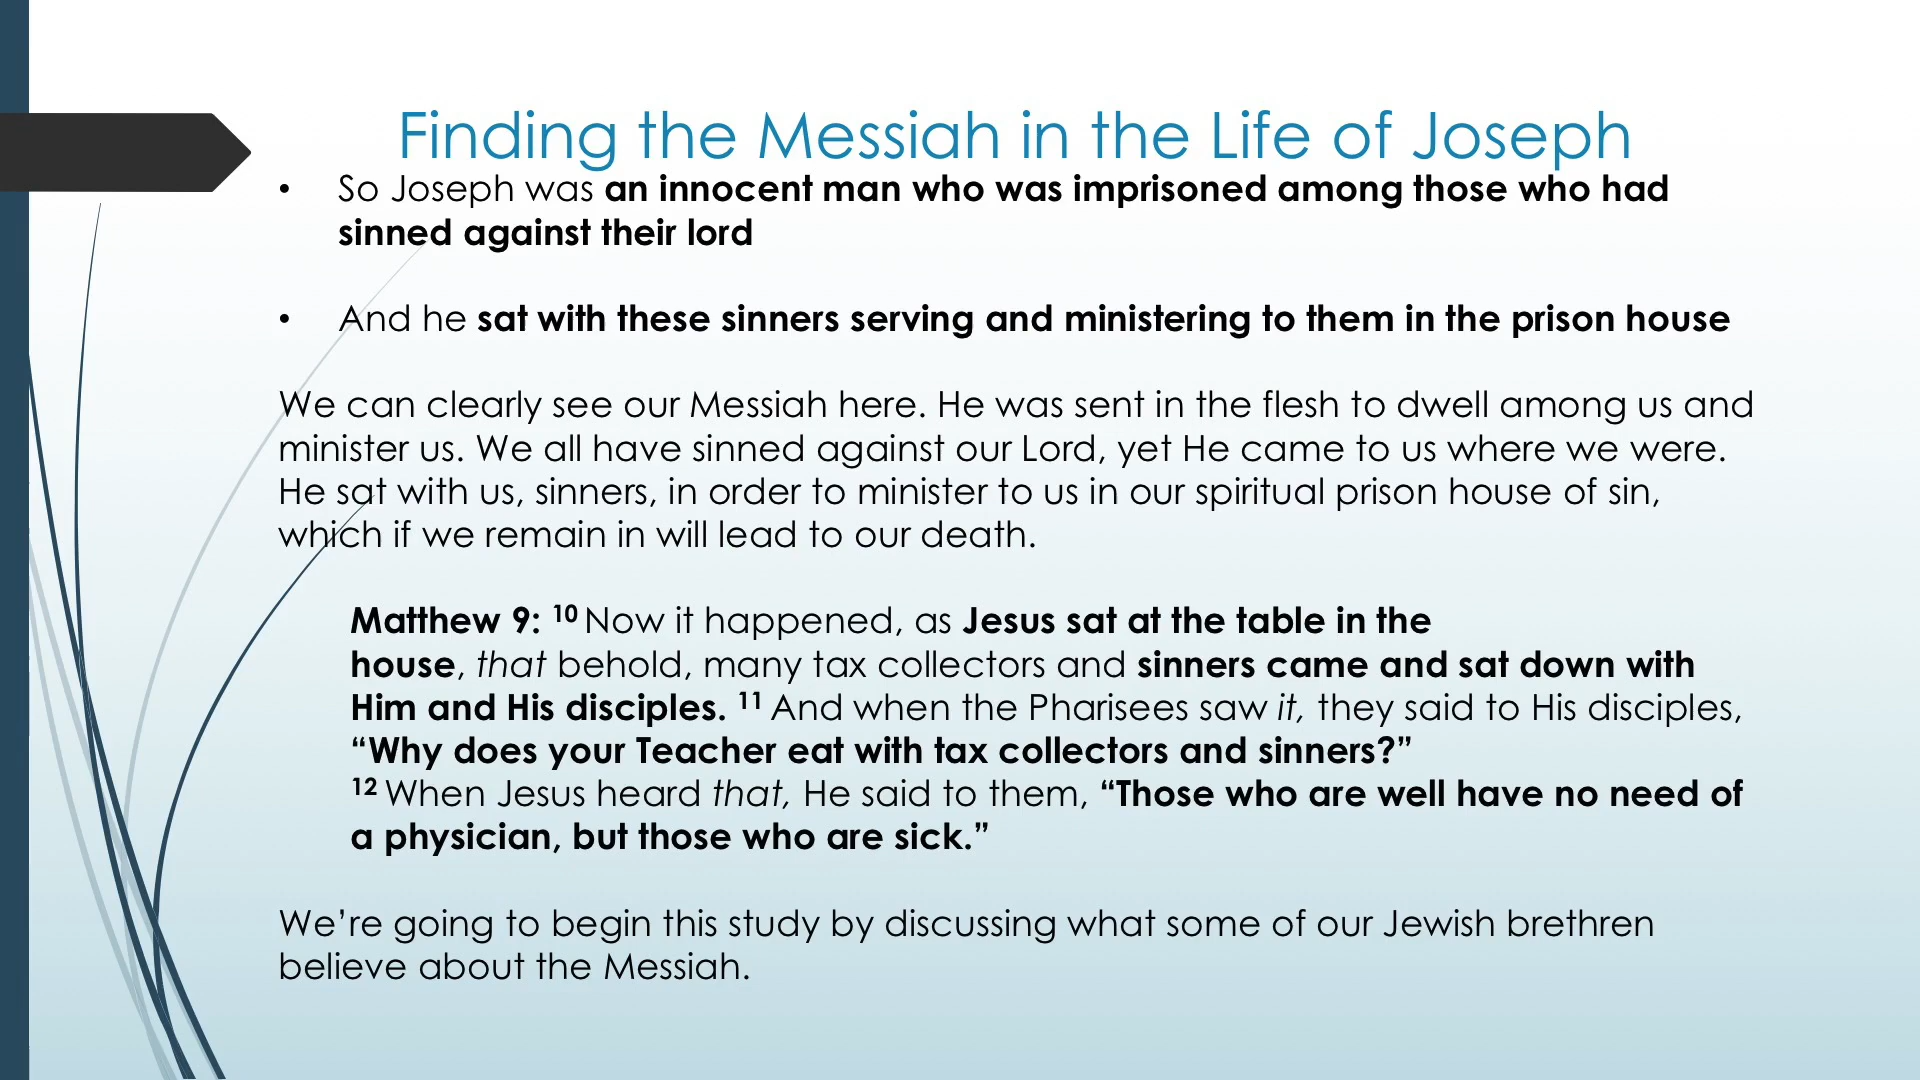 Finding the Messiah in the Life of Joseph
• So Joseph was an innocent man who was imprisoned among those who had
sinned against their lord
• And he sat with these sinners serving and ministering to them in the prison house
We can clearly see our Messiah here. He was sent in the flesh to dwell among us and
minister us. We all have sinned against our Lord, yet He came to us where we were.
He sat with us, sinners, in order to minister to us in our spiritual prison house of sin,
which if we remain in will lead to our death.
Matthew 9: 10 Now it happened, as Jesus sat at the table in the
house, that behold, many tax collectors and sinners came and sat down with
Him and His disciples. 11 And when the Pharisees saw it, they said to His disciples,
“Why does your Teacher eat with tax collectors and sinners?”
12 When Jesus heard that, He said to them, “Those who are well have no need of
a physician, but those who are sick.”
We’re going to begin this study by discussing what some of our Jewish brethren
believe about the Messiah.